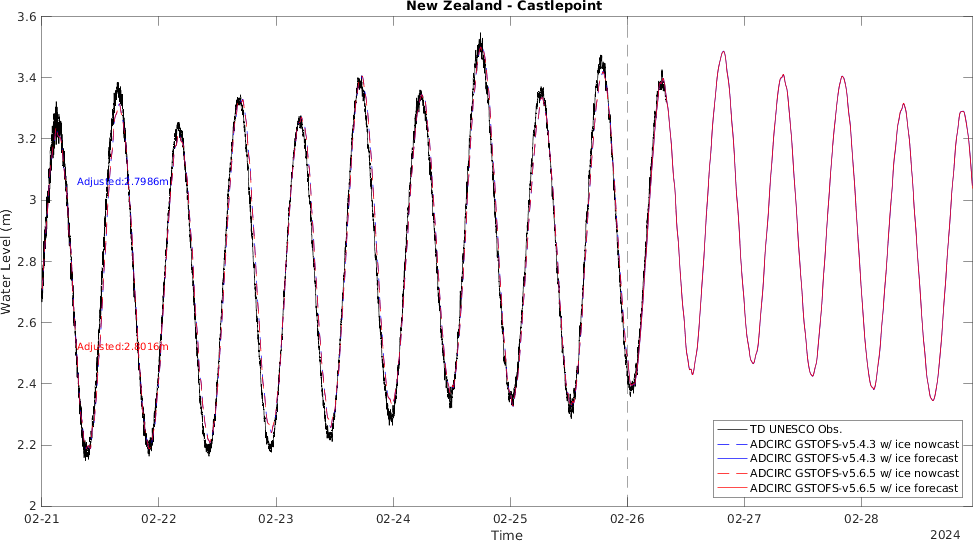 New Zealand - Castlepoint
3.6
3.4
3.2
3
2.8
2.6
2.4
2.2
2
Water Level (m)
Adjusted:2.7986m
Adjusted:2.8016m
TD UNESCO Obs.
ADCIRC GSTOFS-v5.4.3 w/ ice nowcast
ADCIRC GSTOFS-v5.4.3 w/ ice forecast
ADCIRC GSTOFS-v5.6.5 w/ ice nowcast
ADCIRC GSTOFS-v5.6.5 w/ ice forecast
02-21 02-22 02-23 02-24 02-25 02-26 02-27 02-28
Time
2024